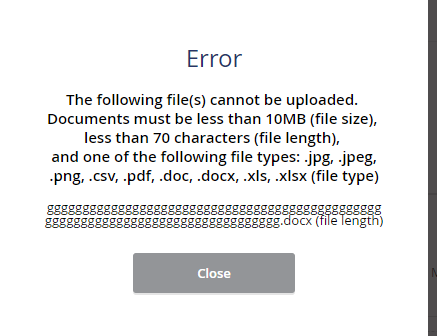 Error
The following file(s) cannot be uploaded.
Documents must be less than 10MB (file size),
less than 70 characters (file length),
and one of the following file types: .jpg, .jpeg,
.png, .csv, .pdf, .doc, .docx, .xls, .xlsx (file type)
ggggggggggggggggggggggggggggggggggggggggggggggg
ggggggggggggggggggggggggggggggggg.docx (file length)
Close